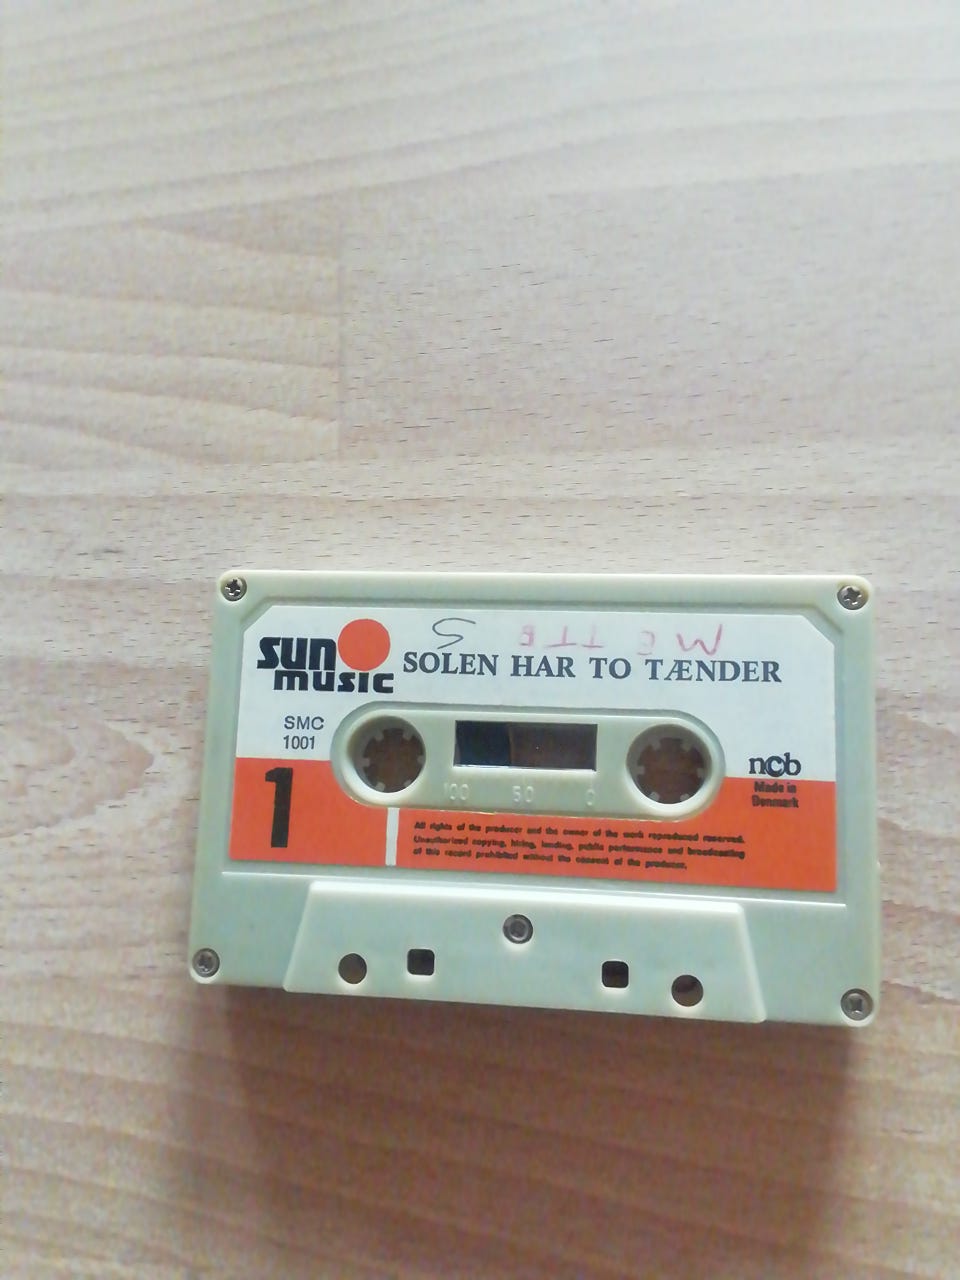 sun
music
SOLEN HAR TO TÆNDER
SMC
1001
1
ncb
Made in
Denmark
All rights of the producer and the owner of the work reproduced reserved.
Unauthorized copying, hiring, lending, public performance and broadcasting
of this record prohibited without the consent of the producer.
100 50 0